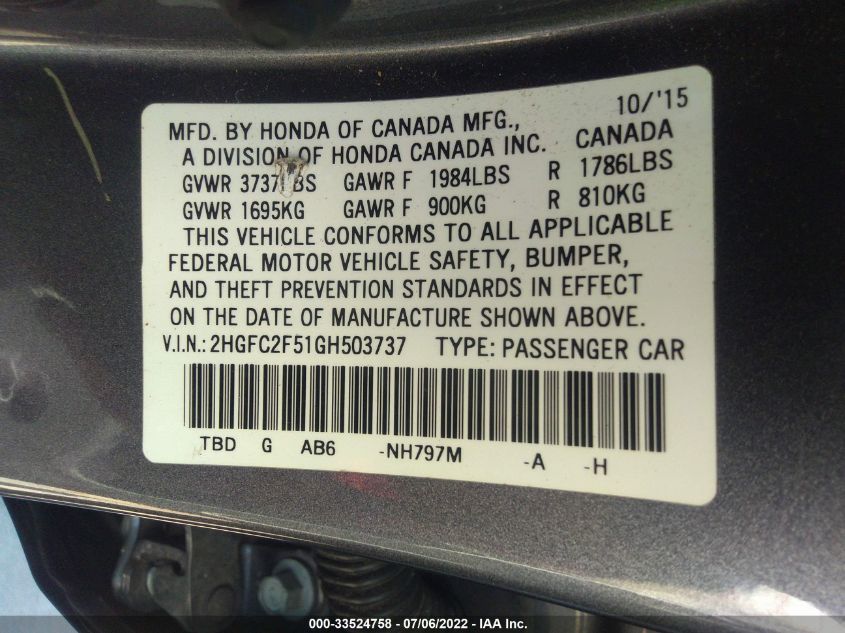 10/'15
MFD. BY HONDA OF CANADA MFG.,
A DIVISION OF HONDA CANADA INC. CANADA
GVWR 3737LBS GAWR F 1984LBS R 1786LBS
GVWR 1695KG GAWR F 900KG R 810KG
THIS VEHICLE CONFORMS TO ALL APPLICABLE
FEDERAL MOTOR VEHICLE SAFETY, BUMPER,
AND THEFT PREVENTION STANDARDS IN EFFECT
ON THE DATE OF MANUFACTURE SHOWN ABOVE.
V.I.N.: 2HGFC2F51GH503737 TYPE: PASSENGER CAR
TBD G AB6 -NH797M -A -H
000-33524758 - 07/06/2022 - IAA Inc.